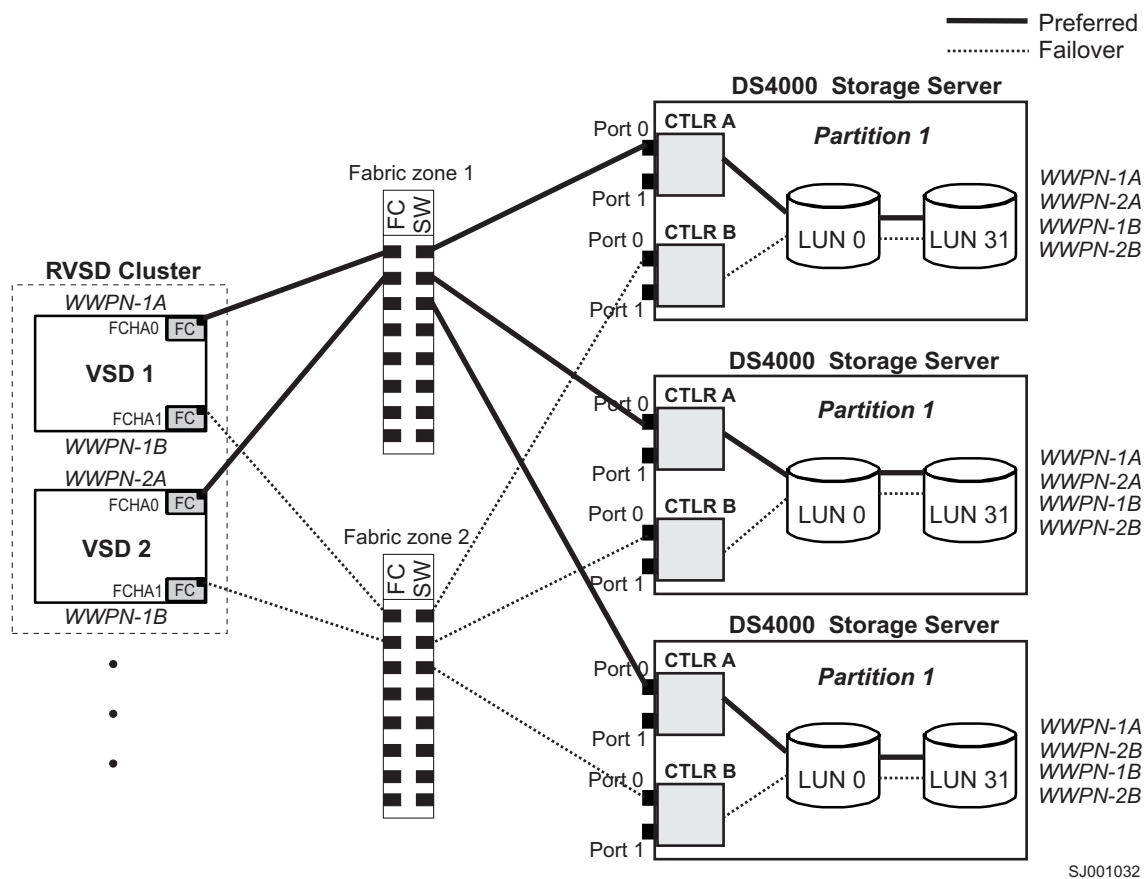 Preferred
Failover
DS4000 Storage Server
Port 0
CTLR A
Partition 1
Port 1
Port 0
CTLR B
Port 1
LUN 0
LUN 31
WWPN-1A
WWPN-2A
WWPN-1B
WWPN-2B
Fabric zone 1
FC
SW
RVSD Cluster
WWPN-1A
FCHA0
FC
VSD 1
FCHA1
FC
WWPN-1B
WWPN-2A
FCHA0
FC
VSD 2
FCHA1
FC
WWPN-1B
DS4000 Storage Server
Port 0
CTLR A
Partition 1
Port 1
Port 0
CTLR B
Port 1
LUN 0
LUN 31
WWPN-1A
WWPN-2A
WWPN-1B
WWPN-2B
Fabric zone 2
FC
SW
DS4000 Storage Server
Port 0
CTLR A
Partition 1
Port 1
Port 0
CTLR B
Port 1
LUN 0
LUN 31
WWPN-1A
WWPN-2B
WWPN-1B
WWPN-2B
SJ001032